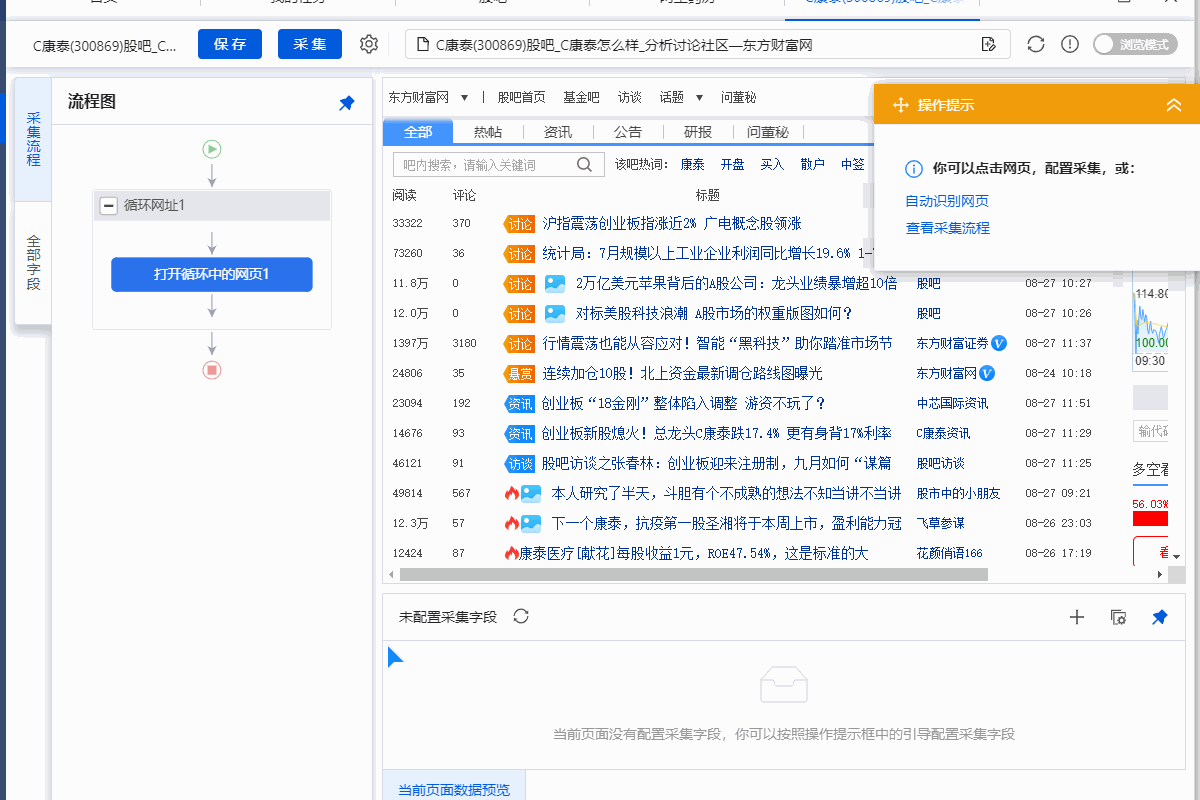 C康泰(300869)股吧_C...
保 存
采 集
C康泰(300869)股吧_C康泰怎么样_分析讨论社区—东方财富网
浏览模式
采集流程
全部字段
流程图
循环网址1
打开循环中的网页1
东方财富网 ▼ | 股吧首页 基金吧 访谈 话题 ▼ 问董秘
全部 热帖 资讯 公告 研报 问董秘
吧内搜索，请输入关键词 该吧热词： 康泰 开盘 买入 散户 中签
阅读 评论 标题
33322 370 讨论 沪指震荡创业板指涨近2% 广电概念股领涨
73260 36 讨论 统计局：7月规模以上工业企业利润同比增长19.6% 1-
11.8万 0 讨论 2万亿美元苹果背后的A股公司：龙头业绩暴增超10倍 股吧 08-27 10:27
12.0万 0 讨论 对标美股科技浪潮 A股市场的权重版图如何？ 股吧 08-27 10:26
1397万 3180 讨论 行情震荡也能从容应对！智能“黑科技”助你踏准市场节 东方财富证券 V 08-27 11:37
24806 35 悬赏 连续加仓10股！北上资金最新调仓路线图曝光 东方财富网 V 08-24 10:18
23094 192 资讯 创业板“18金刚”整体陷入调整 游资不玩了？ 中芯国际资讯 08-27 11:51
14676 93 资讯 创业板新股熄火！总龙头C康泰跌17.4% 更有身背17%利率 C康泰资讯 08-27 11:29
46121 91 访谈 股吧访谈之张春林：创业板迎来注册制，九月如何“谋篇 股吧访谈 08-27 11:25
49814 567 本人研究了半天，斗胆有个不成熟的想法不知当讲不当讲 股市中的小朋友 08-27 09:21
12.3万 57 下一个康泰，抗疫第一股圣湘将于本周上市，盈利能力冠 飞草参谋 08-26 23:03
12424 87 康泰医疗[献花]每股收益1元，ROE47.54%，这是标准的大 花颜俏语166 08-26 17:19
操作提示
你可以点击网页，配置采集，或：
自动识别网页
查看采集流程
114.80
100.00
09:30
输代码
多空看
56.03%
看
未配置采集字段
当前页面没有配置采集字段，你可以按照操作提示框中的引导配置采集字段
当前页面数据预览